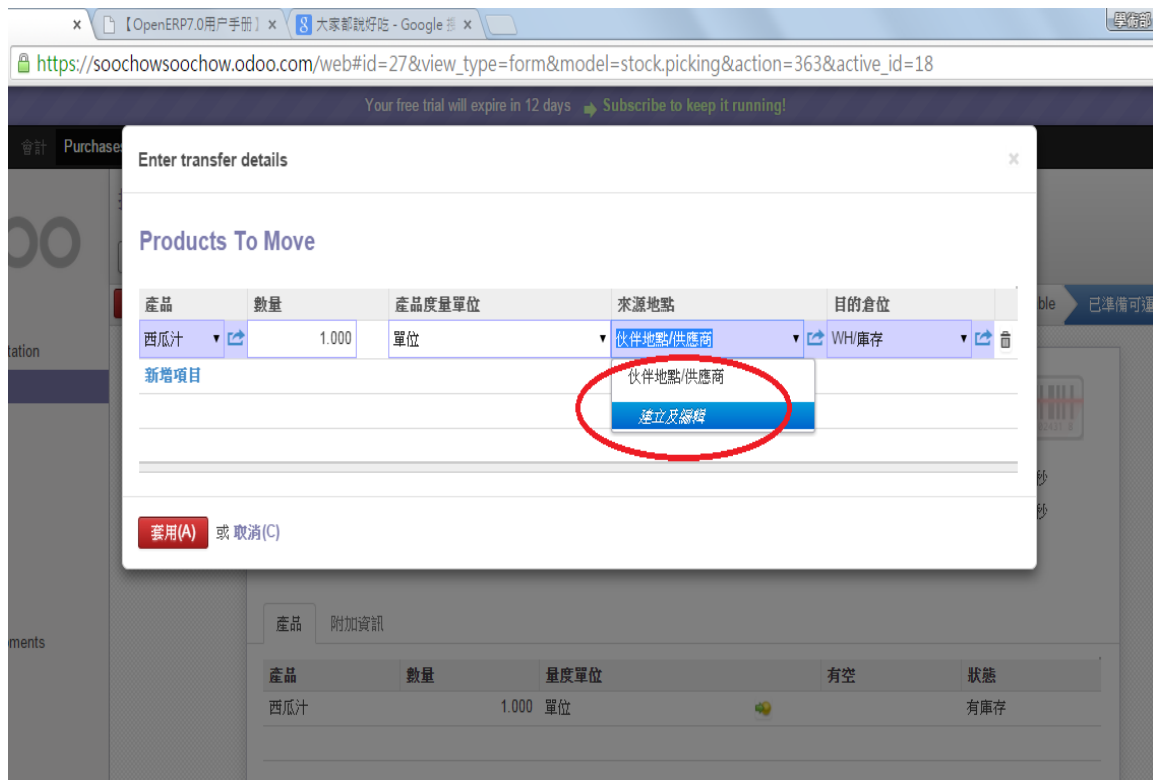 【OpenERP7.0用户手册】
大家都說好吃 - Google 搜
學術部
https://soochowsoochow.odoo.com/web#id=27&view_type=form&model=stock.picking&action=363&active_id=18
Your free trial will expire in 12 days Subscribe to keep it running!
會計 Purchases
Enter transfer details
×
Products To Move
產品 數量 產品度量單位 來源地點 目的倉位
ble 已準備可運
西瓜汁 1.000 單位 伙伴地點/供應商 WH/庫存
tation
新增項目 伙伴地點/供應商
建立及編輯
秒
秒
套用(A) 或 取消(C)
產品 附加資訊
ments
產品 數量 量度單位 有空 狀態
西瓜汁 1.000 單位 有庫存